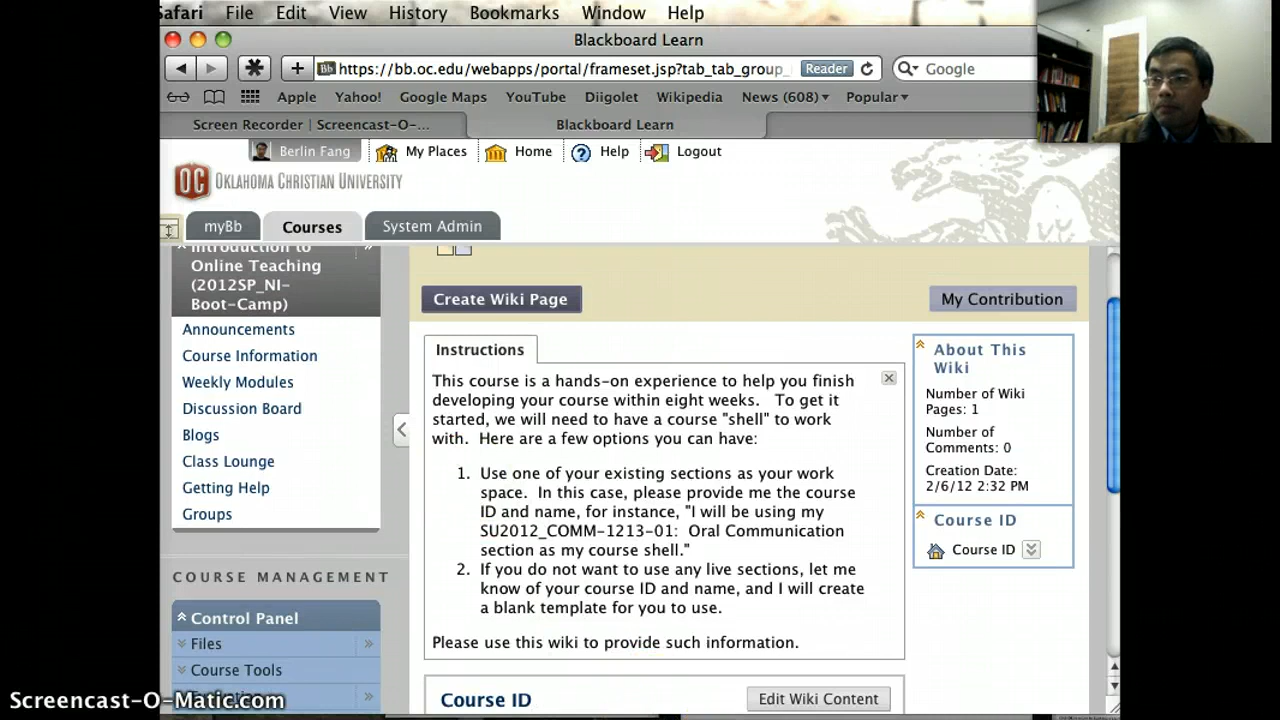 Safari File Edit View History Bookmarks Window Help
Blackboard Learn
https://bb.oc.edu/webapps/portal/frameset.jsp?tab_tab_group_ Reader Google
Apple Yahoo! Google Maps YouTube Diigolet Wikipedia News (608) Popular
Screen Recorder | Screencast-O-... Blackboard Learn
Berlin Fang My Places Home Help Logout
OC OKLAHOMA CHRISTIAN UNIVERSITY
myBb Courses System Admin
Introduction to
Online Teaching
(2012SP_NI-
Boot-Camp)
Announcements
Course Information
Weekly Modules
Discussion Board
Blogs
Class Lounge
Getting Help
Groups
COURSE MANAGEMENT
Control Panel
Files
Course Tools
Create Wiki Page My Contribution
Instructions
This course is a hands-on experience to help you finish
developing your course within eight weeks. To get it
started, we will need to have a course "shell" to work
with. Here are a few options you can have:
1. Use one of your existing sections as your work
space. In this case, please provide me the course
ID and name, for instance, "I will be using my
SU2012_COMM-1213-01: Oral Communication
section as my course shell."
2. If you do not want to use any live sections, let me
know of your course ID and name, and I will create
a blank template for you to use.
Please use this wiki to provide such information.
Course ID Edit Wiki Content
About This
Wiki
Number of Wiki
Pages: 1
Number of
Comments: 0
Creation Date:
2/6/12 2:32 PM
Course ID
Course ID
Screencast-O-Matic.com